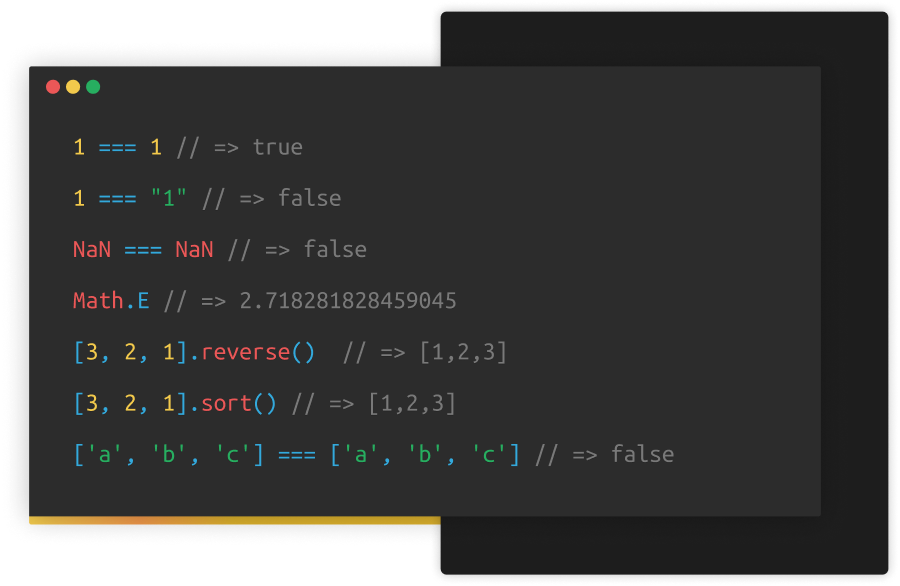 1 === 1 // => true
1 === "1" // => false
NaN === NaN // => false
Math.E // => 2.718281828459045
[3, 2, 1].reverse()  // => [1,2,3]
[3, 2, 1].sort() // => [1,2,3]
['a', 'b', 'c'] === ['a', 'b', 'c'] // => false